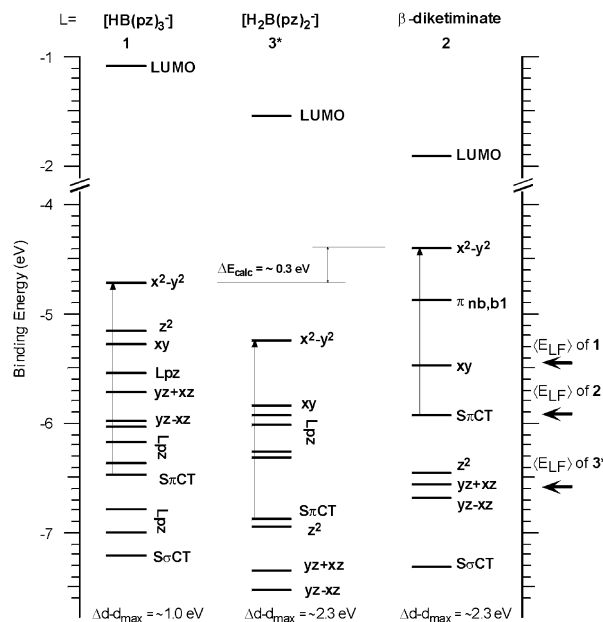 L= [HB(pz)₃⁻] [H₂B(pz)₂⁻] β-diketiminate
1 3* 2
-1
LUMO
LUMO
LUMO
-2
-4
x²-y²
ΔEcalc = ~ 0.3 eV
x²-y²
π nb,b1
z²
xy
-5
x²-y²
⟨ELF⟩ of 1
xy
Lpz
yz+xz
xy
⟨ELF⟩ of 2
SπCT
yz-xz
Lpz
-6
Lpz
z²
⟨ELF⟩ of 3*
SπCT
yz+xz
yz-xz
Lpz
SπCT
z²
-7
SσCT
yz+xz
SσCT
yz-xz
Binding Energy (eV)
Δd-dmax = ~1.0 eV Δd-dmax = ~2.3 eV Δd-dmax = ~2.3 eV